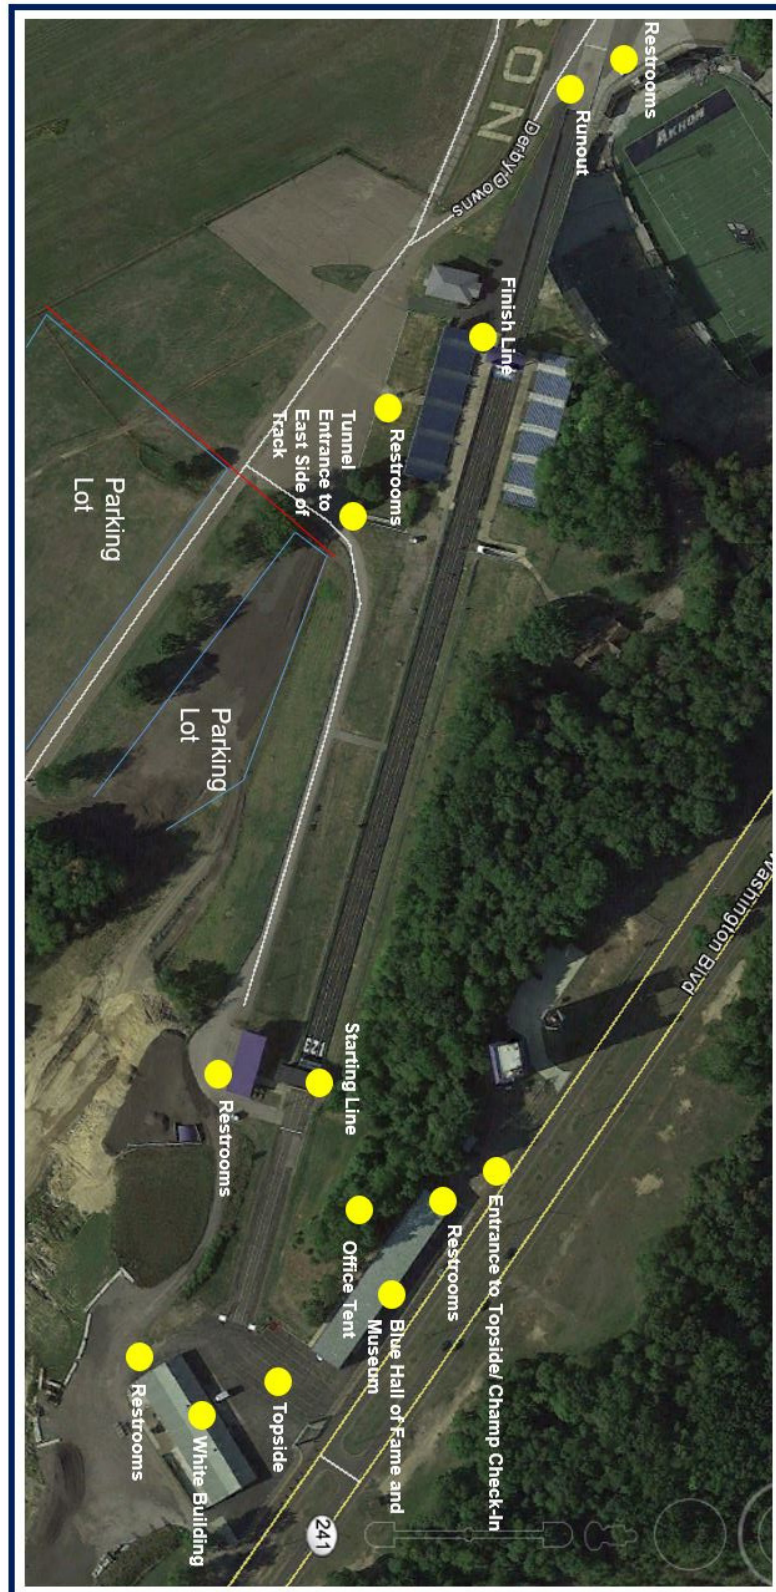 Restrooms
Runout
AKRON
RON
Derby Downs
Finish Line
Restrooms
Tunnel
Entrance to
East Side of
Track
Parking
Lot
Parking
Lot
Washington Blvd
123
Starting Line
Restrooms
Entrance to Topside/ Champ Check-In
Restrooms
Office Tent
Blue Hall of Fame and
Museum
Topside
Restrooms
White Building
241